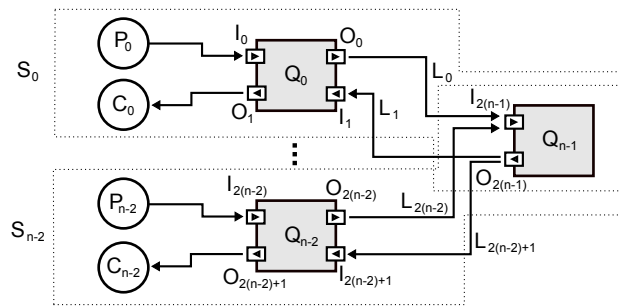 P0
I0
O0
S0
Q0
L0
C0
O1
I1
L1
I2(n-1)
Qn-1
O2(n-1)
Pn-2
I2(n-2)
O2(n-2)
L2(n-2)
Sn-2
Qn-2
L2(n-2)+1
Cn-2
O2(n-2)+1
I2(n-2)+1